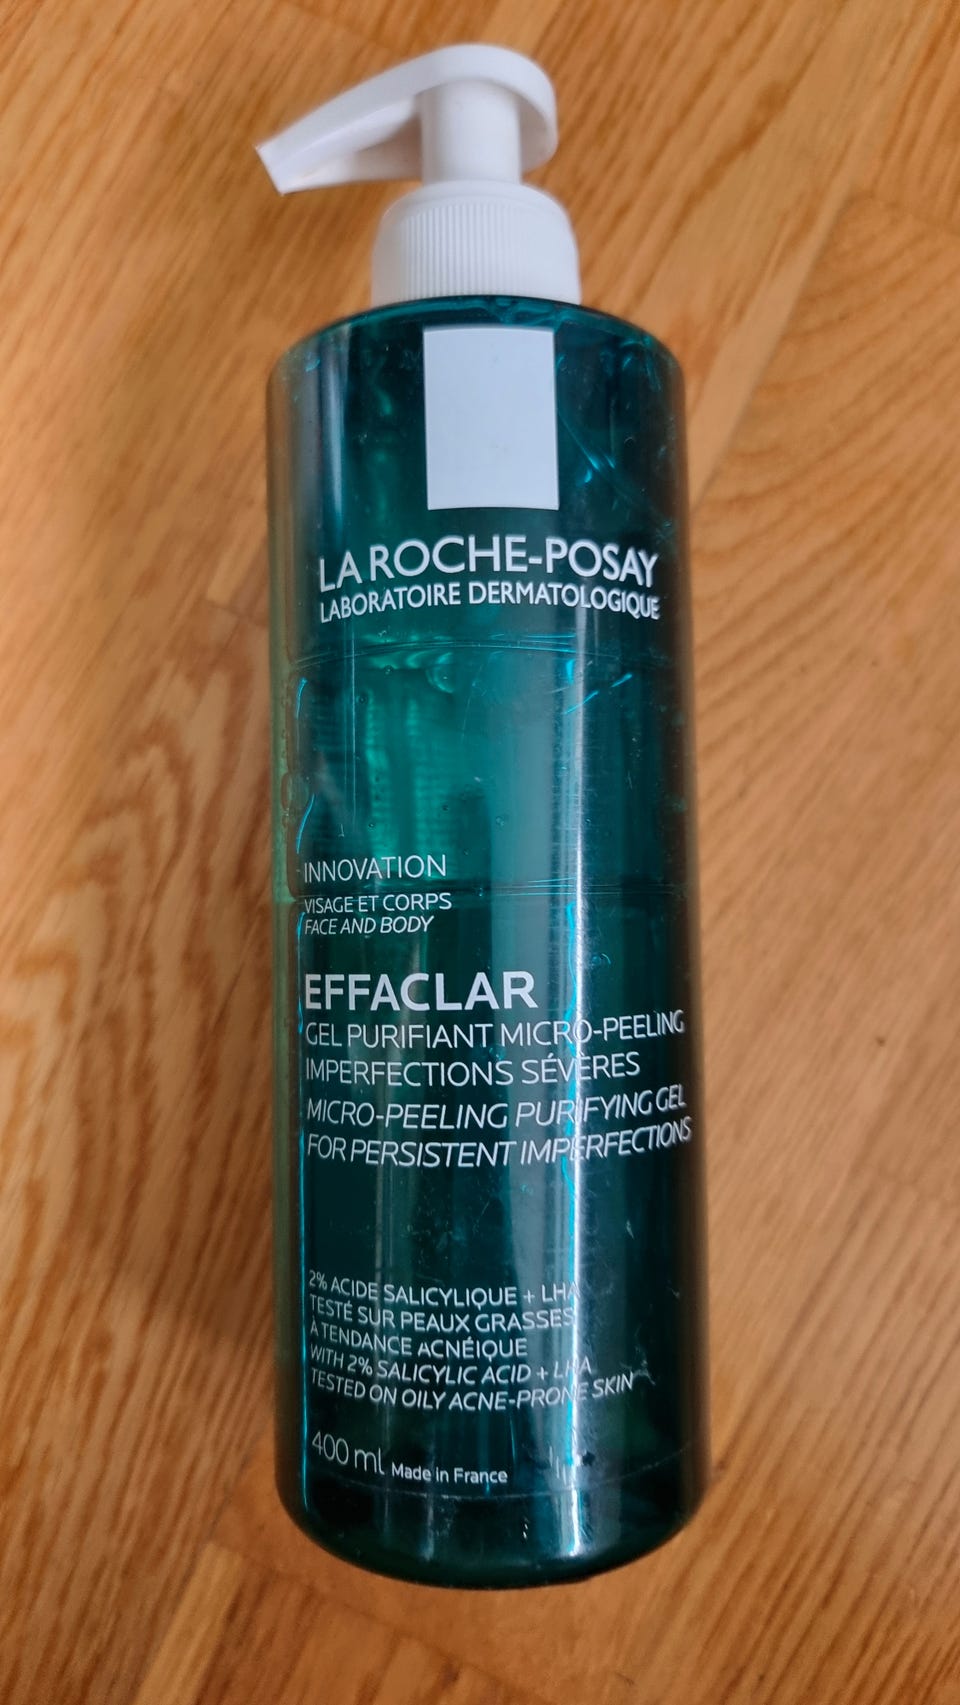 LA ROCHE-POSAY
LABORATOIRE DERMATOLOGIQUE
INNOVATION
VISAGE ET CORPS
FACE AND BODY
EFFACLAR
GEL PURIFIANT MICRO-PEELING
IMPERFECTIONS SÉVÈRES
MICRO-PEELING PURIFYING GEL
FOR PERSISTENT IMPERFECTIONS
2% ACIDE SALICYLIQUE + LHA
TESTÉ SUR PEAUX GRASSES
À TENDANCE ACNÉIQUE
WITH 2% SALICYLIC ACID + LHA
TESTED ON OILY ACNE-PRONE SKIN
400 ml Made in France